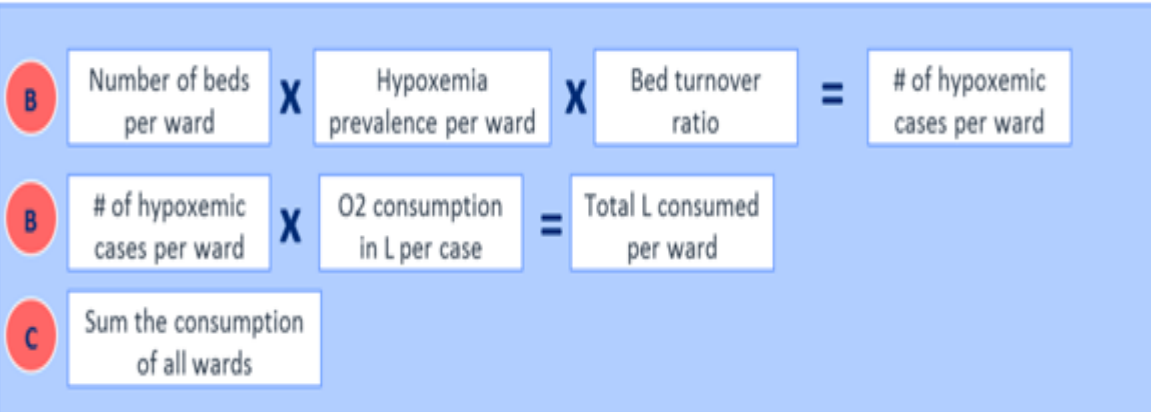 B Number of beds per ward X Hypoxemia prevalence per ward X Bed turnover ratio = # of hypoxemic cases per ward
B # of hypoxemic cases per ward X O2 consumption in L per case = Total L consumed per ward
C Sum the consumption of all wards